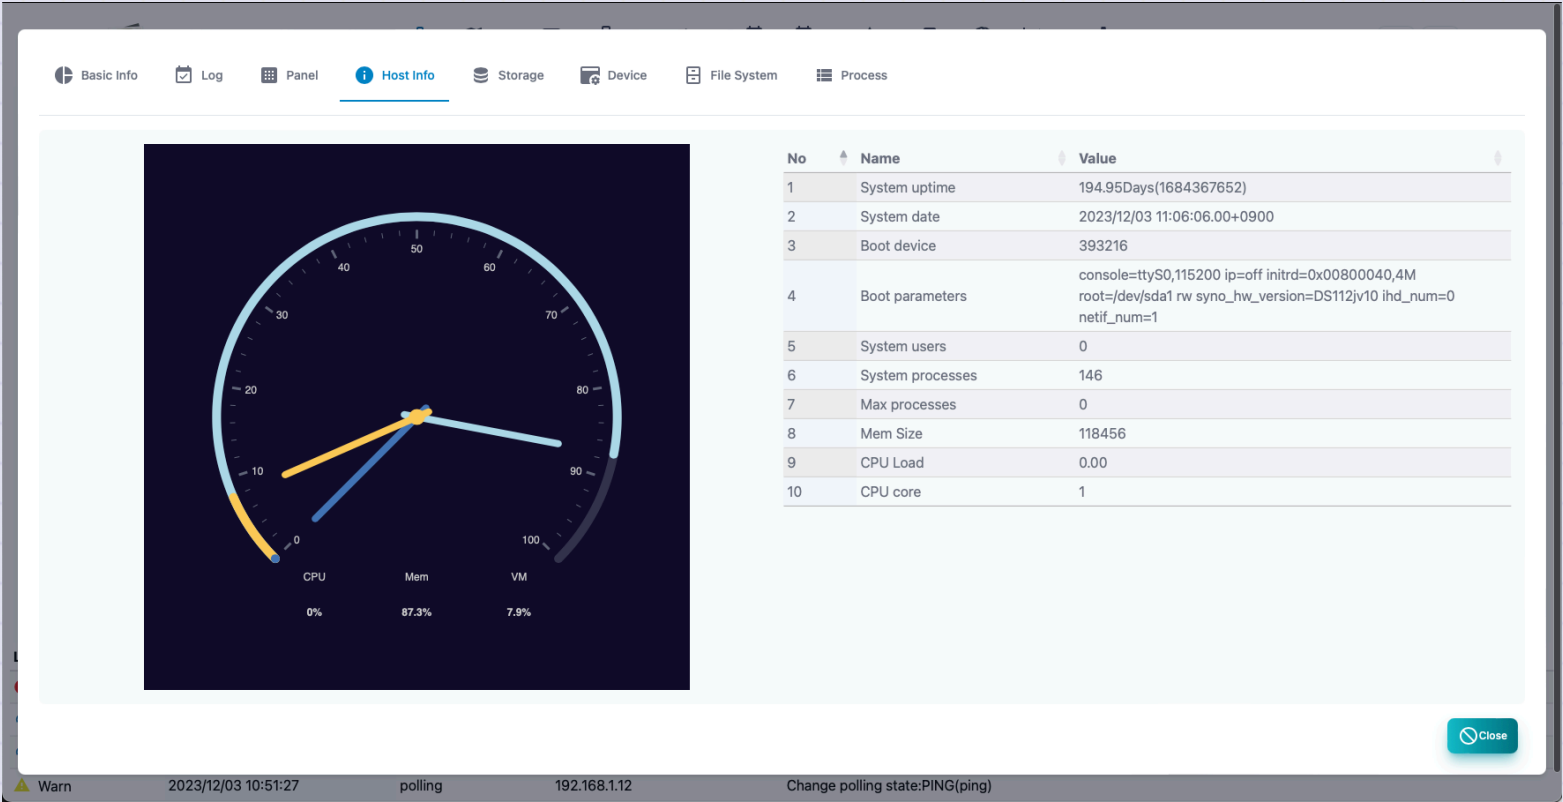 Basic Info Log Panel Host Info Storage Device File System Process
50
40 60
30 70
20 80
10 90
0 100
CPU Mem VM
0% 87.3% 7.9%
No Name Value
1 System uptime 194.95Days(1684367652)
2 System date 2023/12/03 11:06:06.00+0900
3 Boot device 393216
4 Boot parameters console=ttyS0,115200 ip=off initrd=0x00800040,4M
root=/dev/sda1 rw syno_hw_version=DS112jv10 ihd_num=0
netif_num=1
5 System users 0
6 System processes 146
7 Max processes 0
8 Mem Size 118456
9 CPU Load 0.00
10 CPU core 1
Close
Warn 2023/12/03 10:51:27 polling 192.168.1.12 Change polling state:PING(ping)